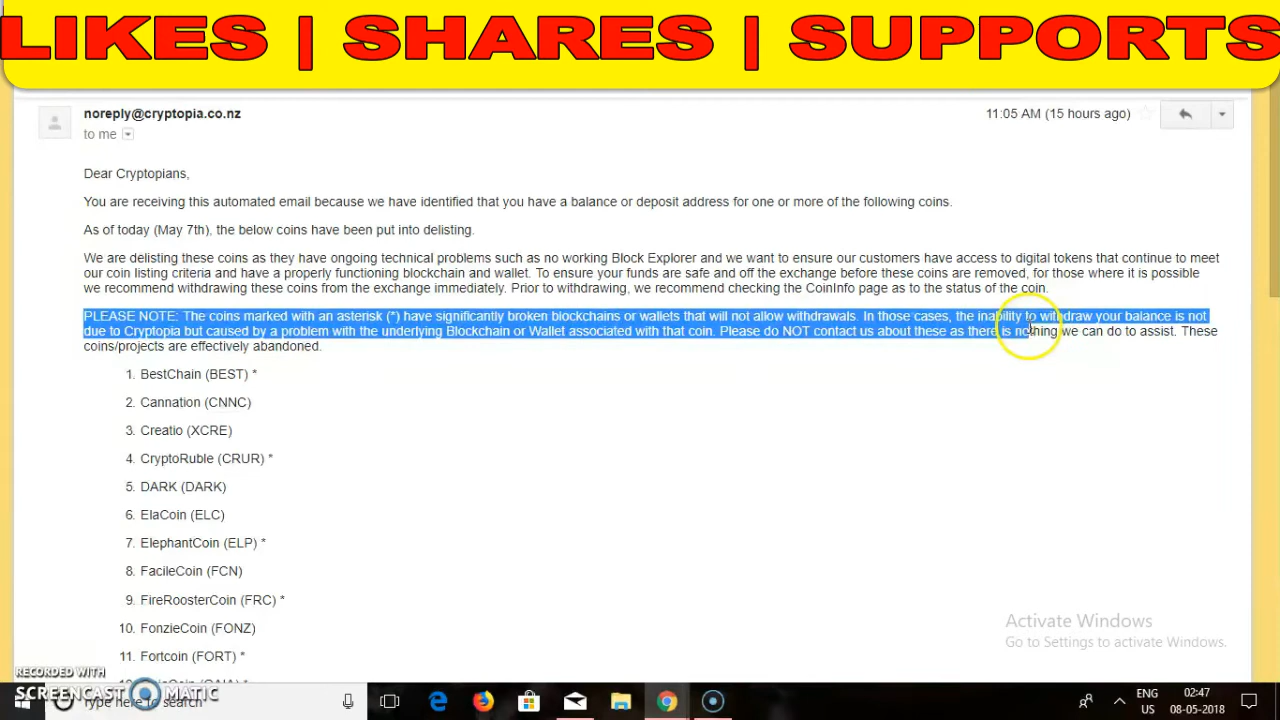 LIKES | SHARES | SUPPORTS
noreply@cryptopia.co.nz
11:05 AM (15 hours ago)
to me
Dear Cryptopians,
You are receiving this automated email because we have identified that you have a balance or deposit address for one or more of the following coins.
As of today (May 7th), the below coins have been put into delisting.
We are delisting these coins as they have ongoing technical problems such as no working Block Explorer and we want to ensure our customers have access to digital tokens that continue to meet
our coin listing criteria and have a properly functioning blockchain and wallet. To ensure your funds are safe and off the exchange before these coins are removed, for those where it is possible
we recommend withdrawing these coins from the exchange immediately. Prior to withdrawing, we recommend checking the CoinInfo page as to the status of the coin.
PLEASE NOTE: The coins marked with an asterisk (*) have significantly broken blockchains or wallets that will not allow withdrawals. In those cases, the inability to withdraw your balance is not
due to Cryptopia but caused by a problem with the underlying Blockchain or Wallet associated with that coin. Please do NOT contact us about these as there is nothing we can do to assist. These
coins/projects are effectively abandoned.
1. BestChain (BEST) *
2. Cannation (CNNC)
3. Creatio (XCRE)
4. CryptoRuble (CRUR) *
5. DARK (DARK)
6. ElaCoin (ELC)
7. ElephantCoin (ELP) *
8. FacileCoin (FCN)
9. FireRoosterCoin (FRC) *
10. FonzieCoin (FONZ)
11. Fortcoin (FORT) *
Activate Windows
Go to Settings to activate Windows.
RECORDED WITH
SCREENCAST MATIC
Type here to search
ENG
US
02:47
08-05-2018